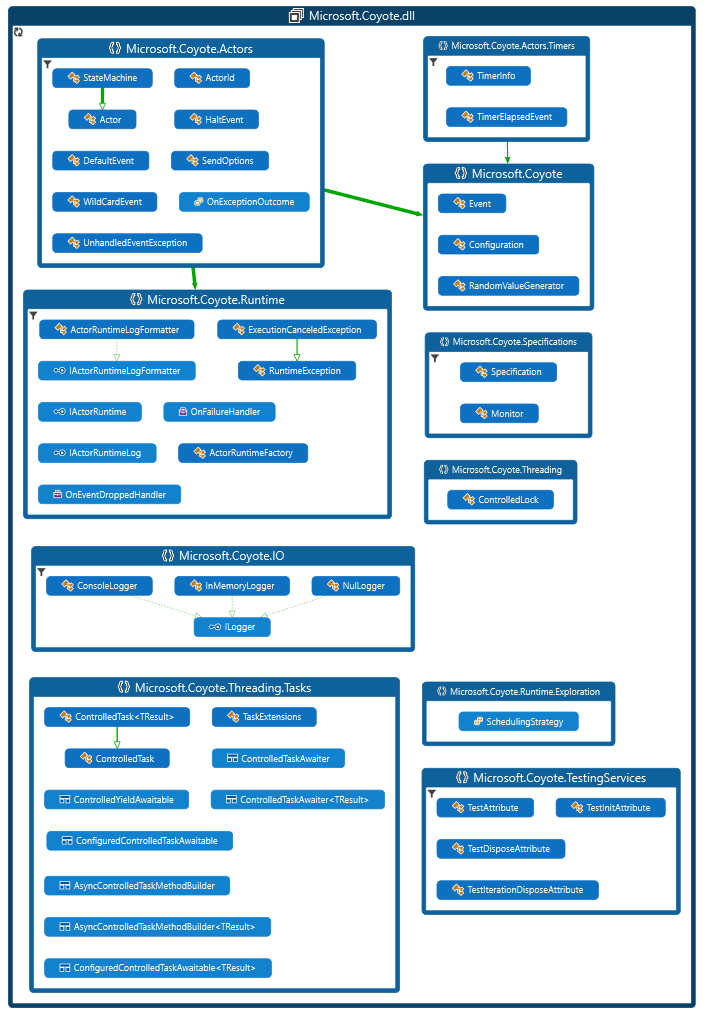 Microsoft.Coyote.dll
Microsoft.Coyote.Actors
StateMachine
ActorId
Actor
HaltEvent
DefaultEvent
SendOptions
WildCardEvent
OnExceptionOutcome
UnhandledEventException
Microsoft.Coyote.Actors.Timers
TimerInfo
TimerElapsedEvent
Microsoft.Coyote
Event
Configuration
RandomValueGenerator
Microsoft.Coyote.Runtime
ActorRuntimeLogFormatter
ExecutionCanceledException
IActorRuntimeLogFormatter
RuntimeException
IActorRuntime
OnFailureHandler
IActorRuntimeLog
ActorRuntimeFactory
OnEventDroppedHandler
Microsoft.Coyote.Specifications
Specification
Monitor
Microsoft.Coyote.Threading
ControlledLock
Microsoft.Coyote.IO
ConsoleLogger
InMemoryLogger
NulLogger
ILogger
Microsoft.Coyote.Threading.Tasks
ControlledTask<TResult>
TaskExtensions
ControlledTask
ControlledTaskAwaiter
ControlledYieldAwaitable
ControlledTaskAwaiter<TResult>
ConfiguredControlledTaskAwaitable
AsyncControlledTaskMethodBuilder
AsyncControlledTaskMethodBuilder<TResult>
ConfiguredControlledTaskAwaitable<TResult>
Microsoft.Coyote.Runtime.Exploration
SchedulingStrategy
Microsoft.Coyote.TestingServices
TestAttribute
TestInitAttribute
TestDisposeAttribute
TestIterationDisposeAttribute